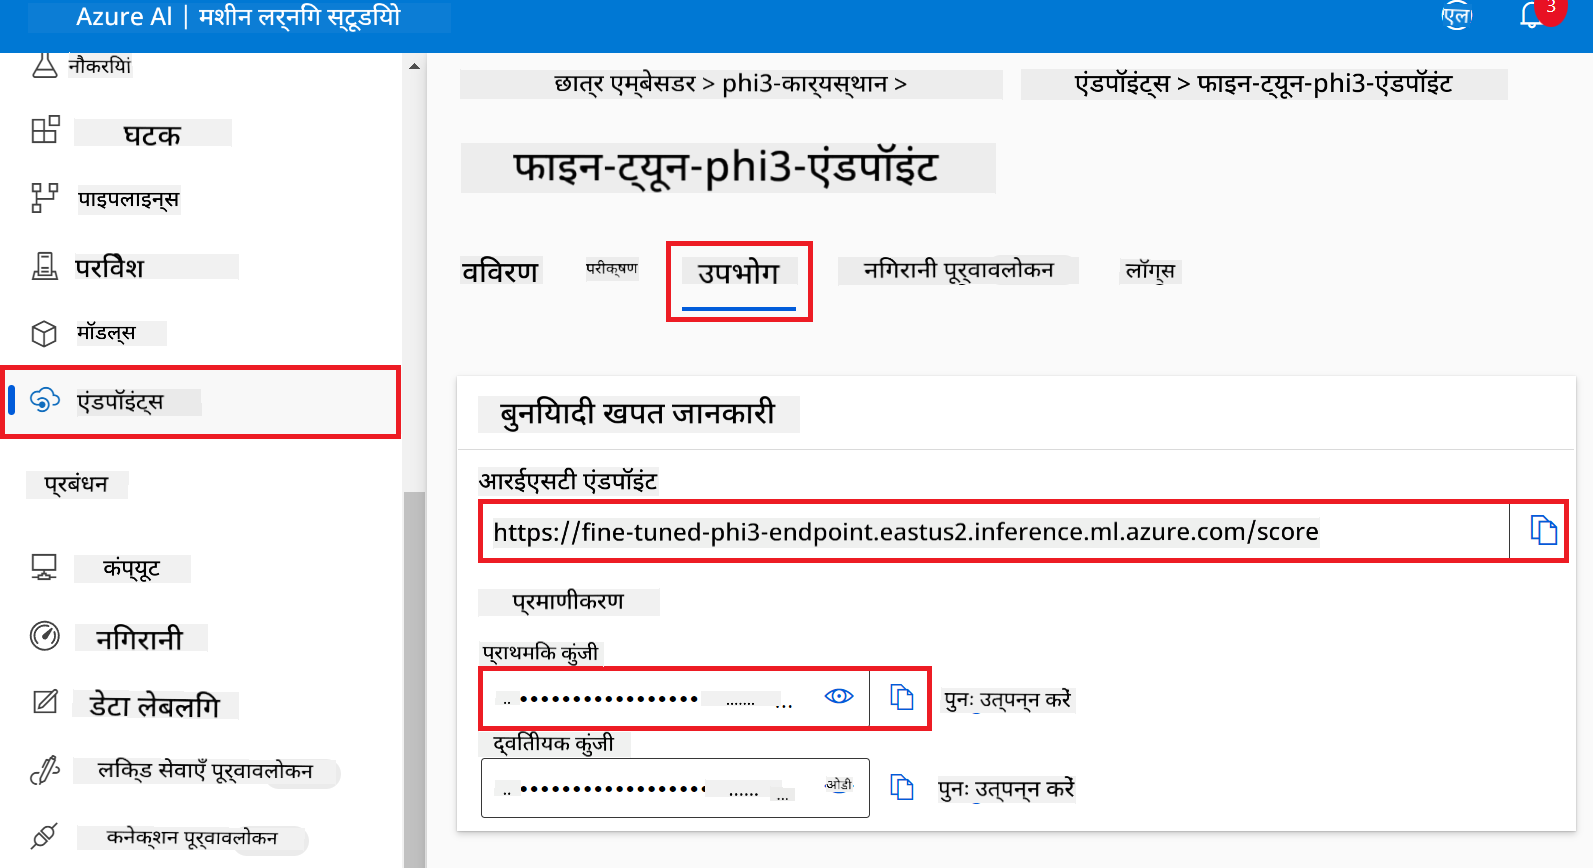 Azure AI | मशीन लर्निंग स्टूडियो
एल
3
नौकरियां
घटक
पाइपलाइन्स
परिवेश
मॉडल्स
एंडपॉइंट्स
प्रबंधन
कंप्यूट
निगरानी
डेटा लेबलिंग
लिंक्ड सेवाएँ पूर्वावलोकन
कनेक्शन पूर्वावलोकन
छात्र एम्बेसडर > phi3-कार्यस्थान >
एंडपॉइंट्स > फाइन-ट्यून-phi3-एंडपॉइंट
फाइन-ट्यून-phi3-एंडपॉइंट
विवरण
परीक्षण
उपभोग
निगरानी पूर्वावलोकन
लॉग्स
बुनियादी खपत जानकारी
आरईएसटी एंडपॉइंट
https://fine-tuned-phi3-endpoint.eastus2.inference.ml.azure.com/score
प्रमाणीकरण
प्राथमिक कुंजी
पुनः उत्पन्न करें
द्वितीयक कुंजी
ओडी
पुनः उत्पन्न करें